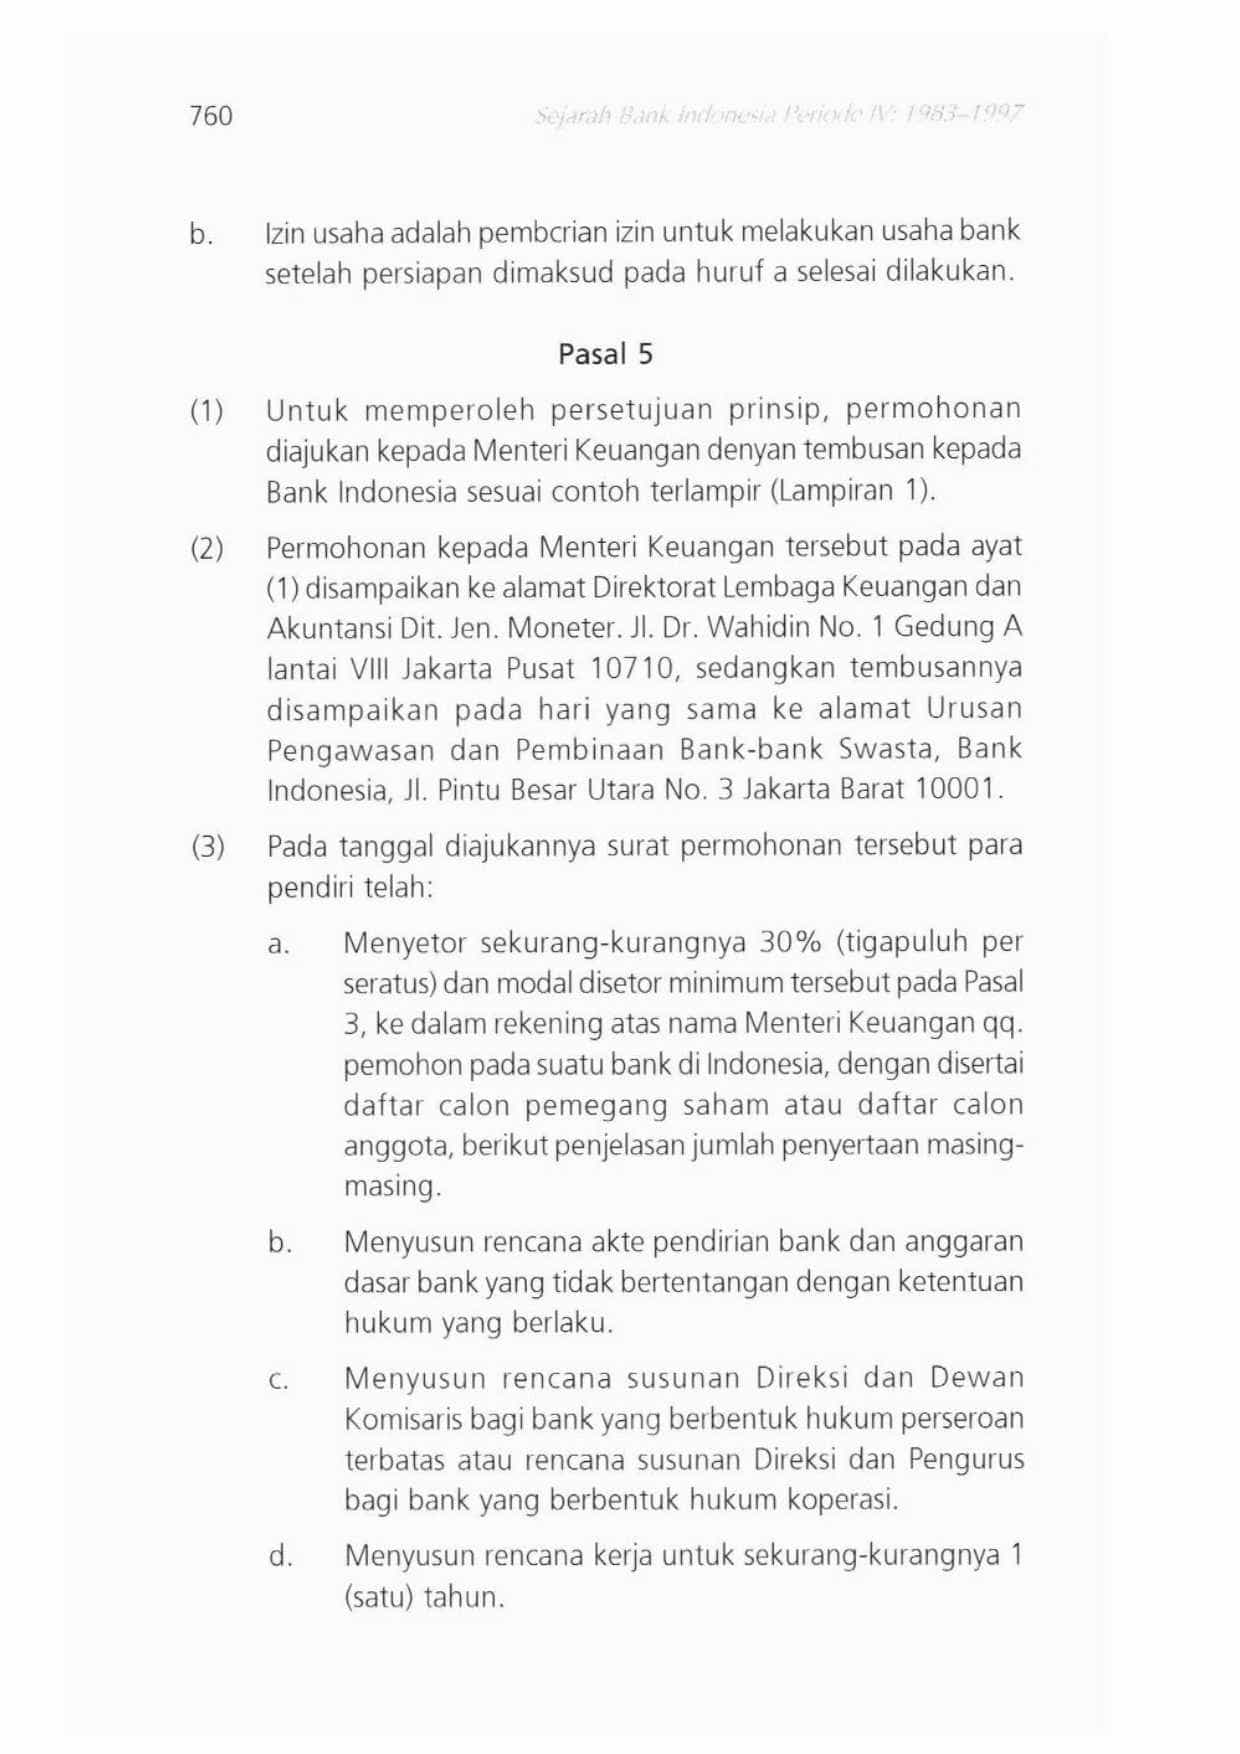 760
Sejarah Bank Indonesia Periode IV: 1983–1997
b. Izin usaha adalah pembcrian izin untuk melakukan usaha bank
setelah persiapan dimaksud pada huruf a selesai dilakukan.
Pasal 5
(1) Untuk memperoleh persetujuan prinsip, permohonan
diajukan kepada Menteri Keuangan denyan tembusan kepada
Bank Indonesia sesuai contoh terlampir (Lampiran 1).
(2) Permohonan kepada Menteri Keuangan tersebut pada ayat
(1) disampaikan ke alamat Direktorat Lembaga Keuangan dan
Akuntansi Dit. Jen. Moneter. Jl. Dr. Wahidin No. 1 Gedung A
lantai VIII Jakarta Pusat 10710, sedangkan tembusannya
disampaikan pada hari yang sama ke alamat Urusan
Pengawasan dan Pembinaan Bank-bank Swasta, Bank
Indonesia, Jl. Pintu Besar Utara No. 3 Jakarta Barat 10001.
(3) Pada tanggal diajukannya surat permohonan tersebut para
pendiri telah:
a. Menyetor sekurang-kurangnya 30% (tigapuluh per
seratus) dan modal disetor minimum tersebut pada Pasal
3, ke dalam rekening atas nama Menteri Keuangan qq.
pemohon pada suatu bank di Indonesia, dengan disertai
daftar calon pemegang saham atau daftar calon
anggota, berikut penjelasan jumlah penyertaan masing-
masing.
b. Menyusun rencana akte pendirian bank dan anggaran
dasar bank yang tidak bertentangan dengan ketentuan
hukum yang berlaku.
c. Menyusun rencana susunan Direksi dan Dewan
Komisaris bagi bank yang berbentuk hukum perseroan
terbatas atau rencana susunan Direksi dan Pengurus
bagi bank yang berbentuk hukum koperasi.
d. Menyusun rencana kerja untuk sekurang-kurangnya 1
(satu) tahun.